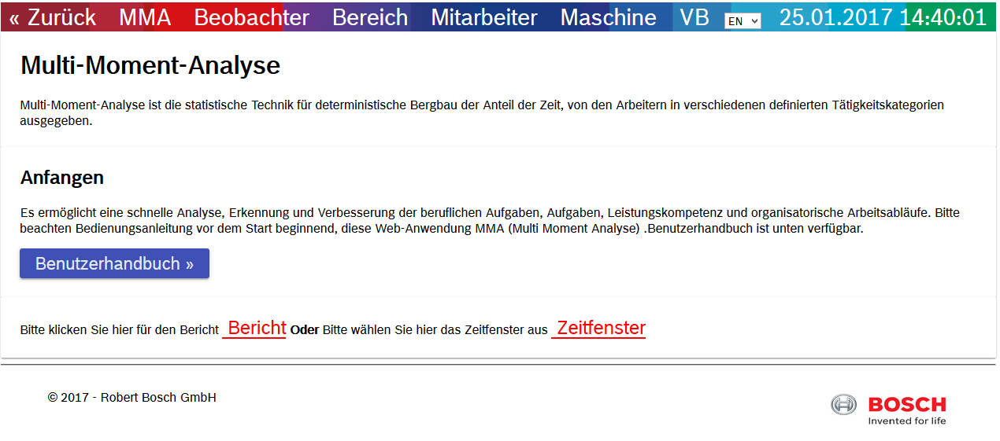 « Zurück MMA Beobachter Bereich Mitarbeiter Maschine VB EN 25.01.2017 14:40:01
Multi-Moment-Analyse
Multi-Moment-Analyse ist die statistische Technik für deterministische Bergbau der Anteil der Zeit, von den Arbeitern in verschiedenen definierten Tätigkeitskategorien
ausgegeben.
Anfangen
Es ermöglicht eine schnelle Analyse, Erkennung und Verbesserung der beruflichen Aufgaben, Aufgaben, Leistungskompetenz und organisatorische Arbeitsabläufe. Bitte
beachten Bedienungsanleitung vor dem Start beginnend, diese Web-Anwendung MMA (Multi Moment Analyse) .Benutzerhandbuch ist unten verfügbar.
Benutzerhandbuch »
Bitte klicken Sie hier für den Bericht Bericht Oder Bitte wählen Sie hier das Zeitfenster aus Zeitfenster
© 2017 - Robert Bosch GmbH
BOSCH
Invented for life